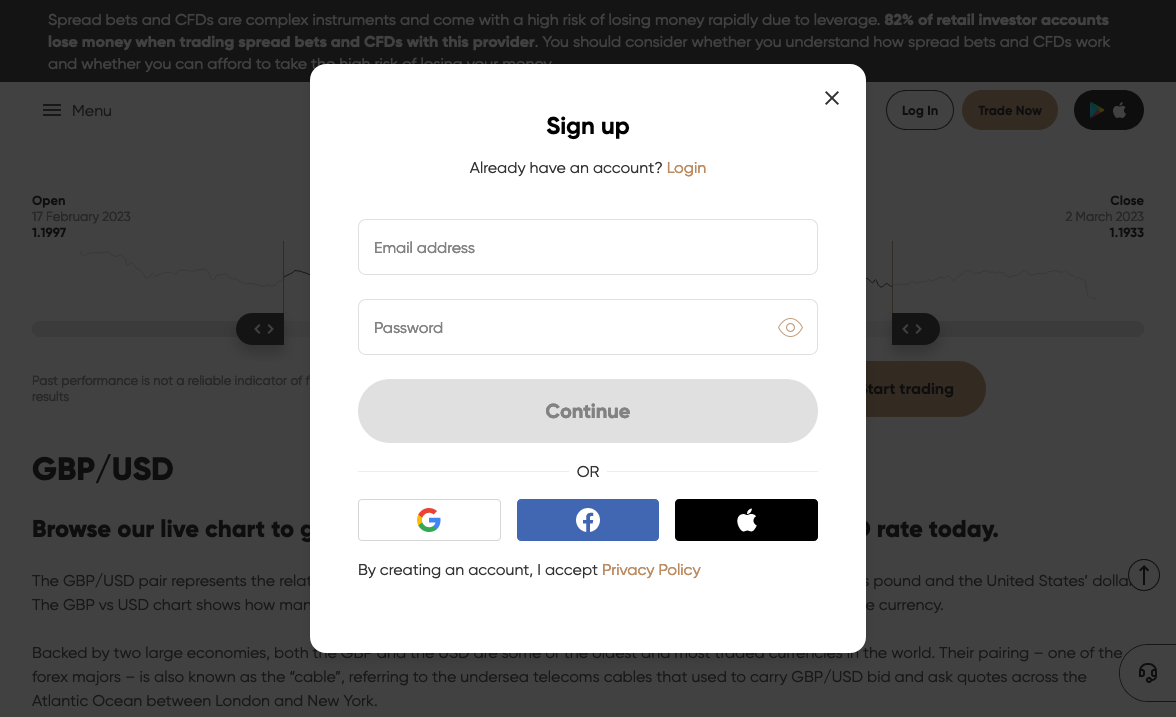 Spread bets and CFDs are complex instruments and come with a high risk of losing money rapidly due to leverage. 82% of retail investor accounts
lose money when trading spread bets and CFDs with this provider. You should consider whether you understand how spread bets and CFDs work
and whether you can afford to take the high risk of losing your money.
Menu
Log In
Trade Now
Sign up
Already have an account? Login
Open
17 February 2023
1.1997
Close
2 March 2023
1.1933
Email address
Password
Past performance is not a reliable indicator of
results
Start trading
Continue
OR
GBP/USD
Browse our live chart to rate today.
By creating an account, I accept Privacy Policy
The GBP/USD pair represents the pound and the United States' dollar.
The GBP vs USD chart shows how currency.
Backed by two large economies, both the GBP and the USD are some of the oldest and most traded currencies in the world. Their pairing – one of the
forex majors – is also known as the “cable”, referring to the undersea telecoms cables that used to carry GBP/USD bid and ask quotes across the
Atlantic Ocean between London and New York.